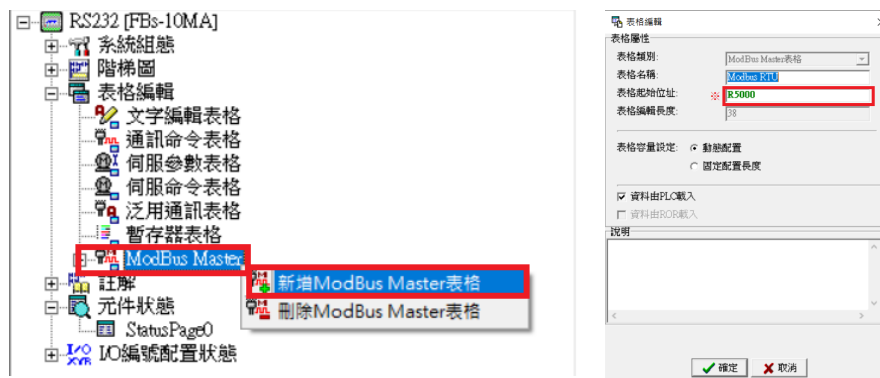 RS232 [FBs-10MA]
系統組態
階梯圖
表格編輯
文字編輯表格
通訊命令表格
伺服參數表格
伺服命令表格
泛用通訊表格
暫存器表格
ModBus Master
新增ModBus Master表格
註解
刪除ModBus Master表格
元件狀態
StatusPage0
I/O編號配置狀態
表格編輯
表格屬性
表格類別: ModBus Master表格
表格名稱: Modbus RTU
表格起始位址: ※ R5000
表格編輯長度: 38
表格容量設定: 動態配置
固定配置長度
資料由PLC載入
資料由ROR載入
說明
確定 取消